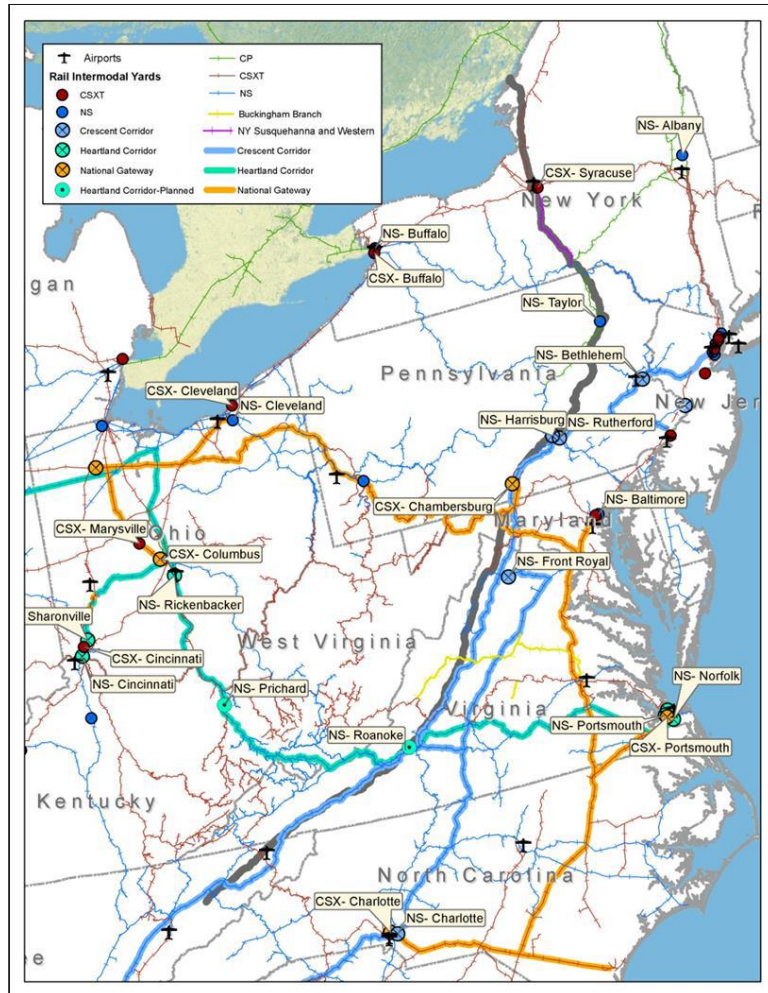 Airports
Rail Intermodal Yards
CSXT
NS
Crescent Corridor
Heartland Corridor
National Gateway
Heartland Corridor-Planned
CP
CSXT
NS
Buckingham Branch
NY Susquehanna and Western
Crescent Corridor
Heartland Corridor
National Gateway
NS- Albany
CSX- Syracuse
New York
NS- Buffalo
CSX- Buffalo
gan
NS- Taylor
NS- Bethlehem
Pennsylvania
CSX- Cleveland
NS- Cleveland
New Jer
NS- Harrisburg
NS- Rutherford
CSX- Chambersburg
NS- Baltimore
Maryland
CSX- Marysville
Ohio
CSX- Columbus
NS- Front Royal
NS- Rickenbacker
Sharonville
West Virginia
CSX- Cincinnati
NS- Cincinnati
NS- Prichard
NS- Norfolk
Virginia
NS- Portsmouth
NS- Roanoke
CSX- Portsmouth
Kentucky
North Carolina
CSX- Charlotte
NS- Charlotte
ee